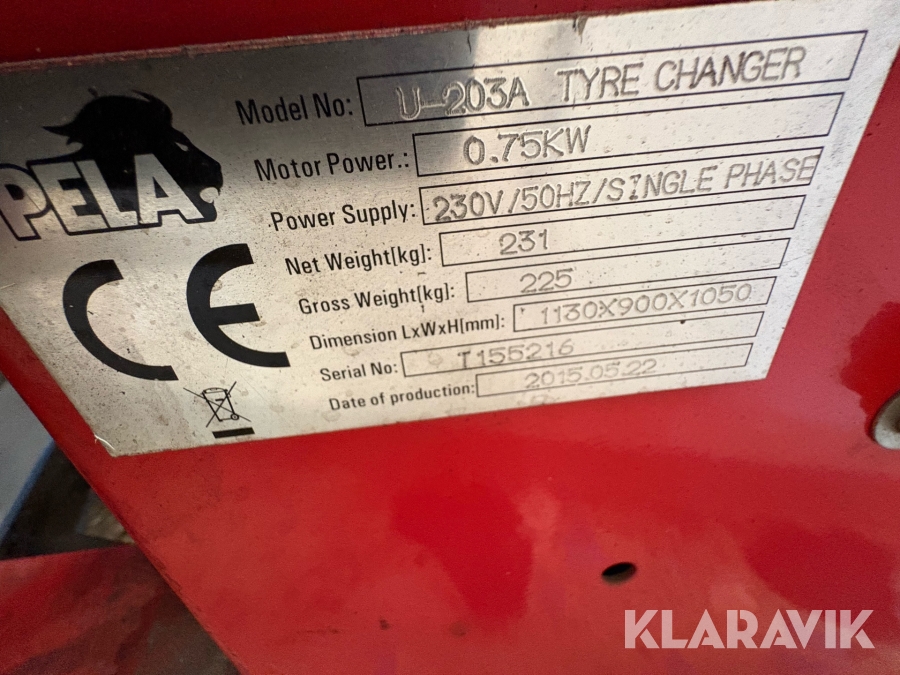 PELA
CE
Model No: U-203A TYRE CHANGER
Motor Power.: 0.75KW
Power Supply: 230V/50HZ/SINGLE PHASE
Net Weight[kg]: 231
Gross Weight[kg]: 225
Dimension LxWxH[mm]: 1130X900X1050
Serial No: T155216
Date of production: 2015.05.22
KLARAVIK